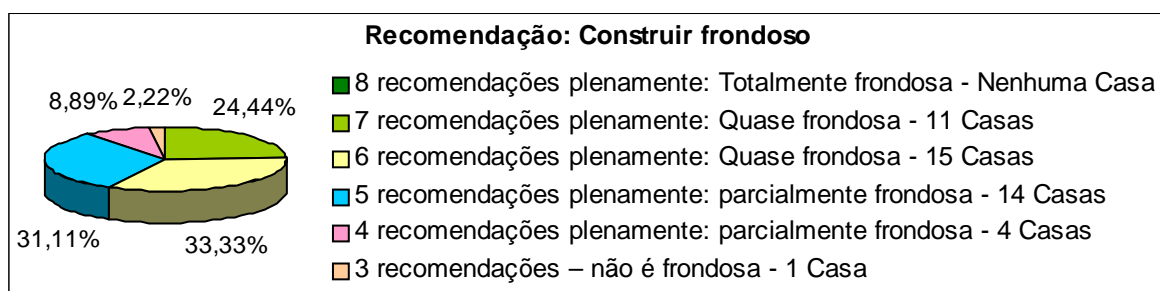 Recomendação: Construir frondoso
8,89%
2,22%
24,44%
31,11%
33,33%
8 recomendações plenamente: Totalmente frondosa - Nenhuma Casa
7 recomendações plenamente: Quase frondosa - 11 Casas
6 recomendações plenamente: Quase frondosa - 15 Casas
5 recomendações plenamente: parcialmente frondosa - 14 Casas
4 recomendações plenamente: parcialmente frondosa - 4 Casas
3 recomendações – não é frondosa - 1 Casa